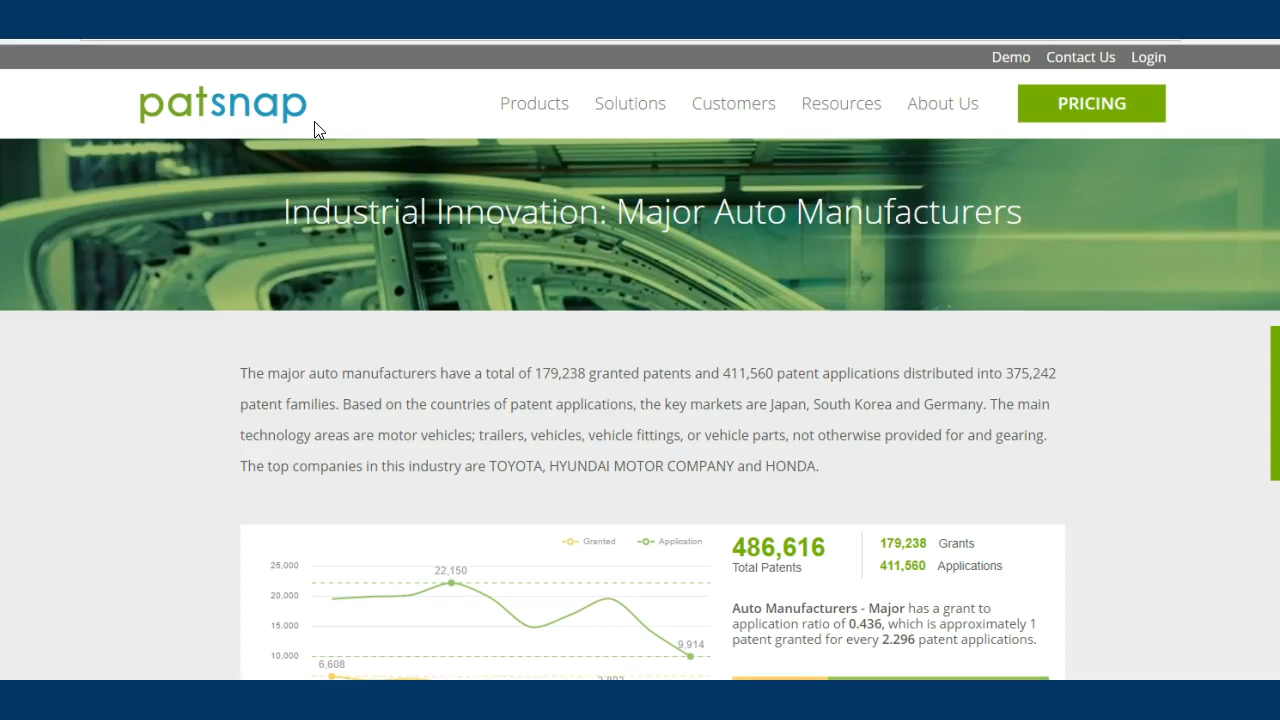 Demo Contact Us Login
patsnap Products Solutions Customers Resources About Us PRICING
Industrial Innovation: Major Auto Manufacturers
The major auto manufacturers have a total of 179,238 granted patents and 411,560 patent applications distributed into 375,242
patent families. Based on the countries of patent applications, the key markets are Japan, South Korea and Germany. The main
technology areas are motor vehicles; trailers, vehicles, vehicle fittings, or vehicle parts, not otherwise provided for and gearing.
The top companies in this industry are TOYOTA, HYUNDAI MOTOR COMPANY and HONDA.
Granted Application
25,000
22,150
20,000
15,000
10,000
9,914
6,608
486,616
Total Patents
179,238 Grants
411,560 Applications
Auto Manufacturers - Major has a grant to
application ratio of 0.436, which is approximately 1
patent granted for every 2.296 patent applications.